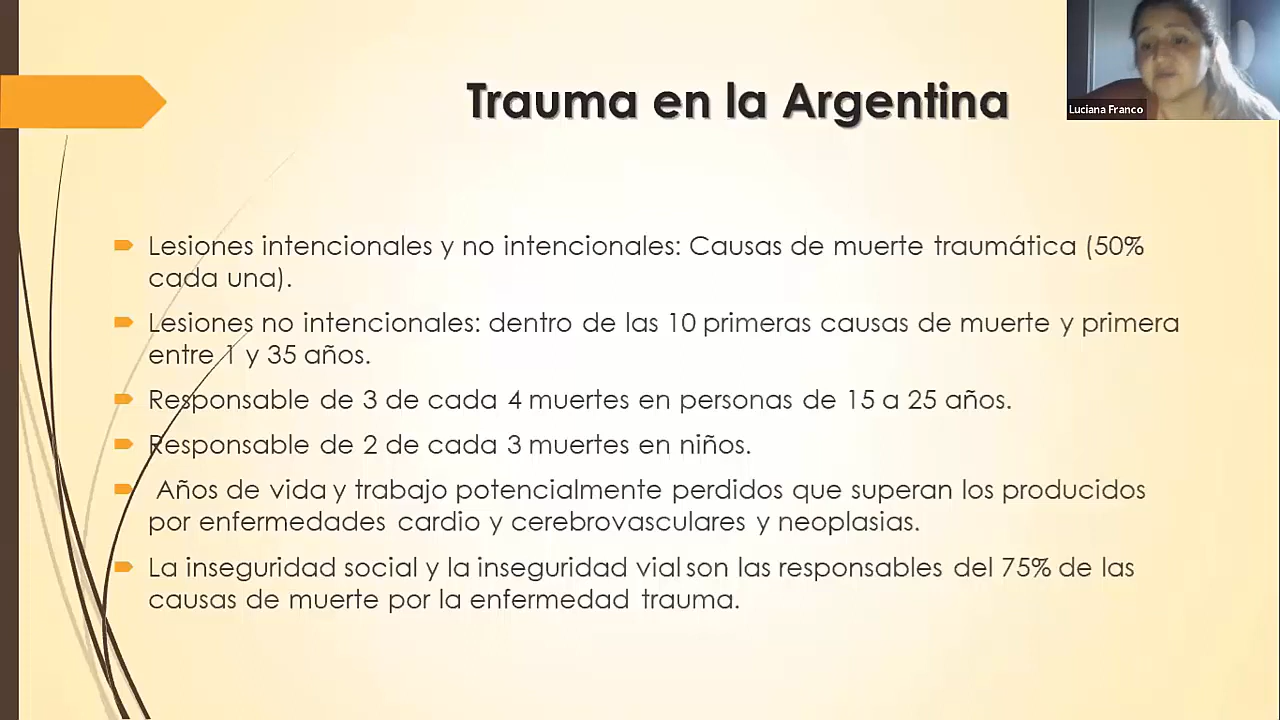 Trauma en la Argentina
Luciana Franco
Lesiones intencionales y no intencionales: Causas de muerte traumática (50%
cada una).
Lesiones no intencionales: dentro de las 10 primeras causas de muerte y primera
entre 1 y 35 años.
Responsable de 3 de cada 4 muertes en personas de 15 a 25 años.
Responsable de 2 de cada 3 muertes en niños.
Años de vida y trabajo potencialmente perdidos que superan los producidos
por enfermedades cardio y cerebrovasculares y neoplasias.
La inseguridad social y la inseguridad vial son las responsables del 75% de las
causas de muerte por la enfermedad trauma.